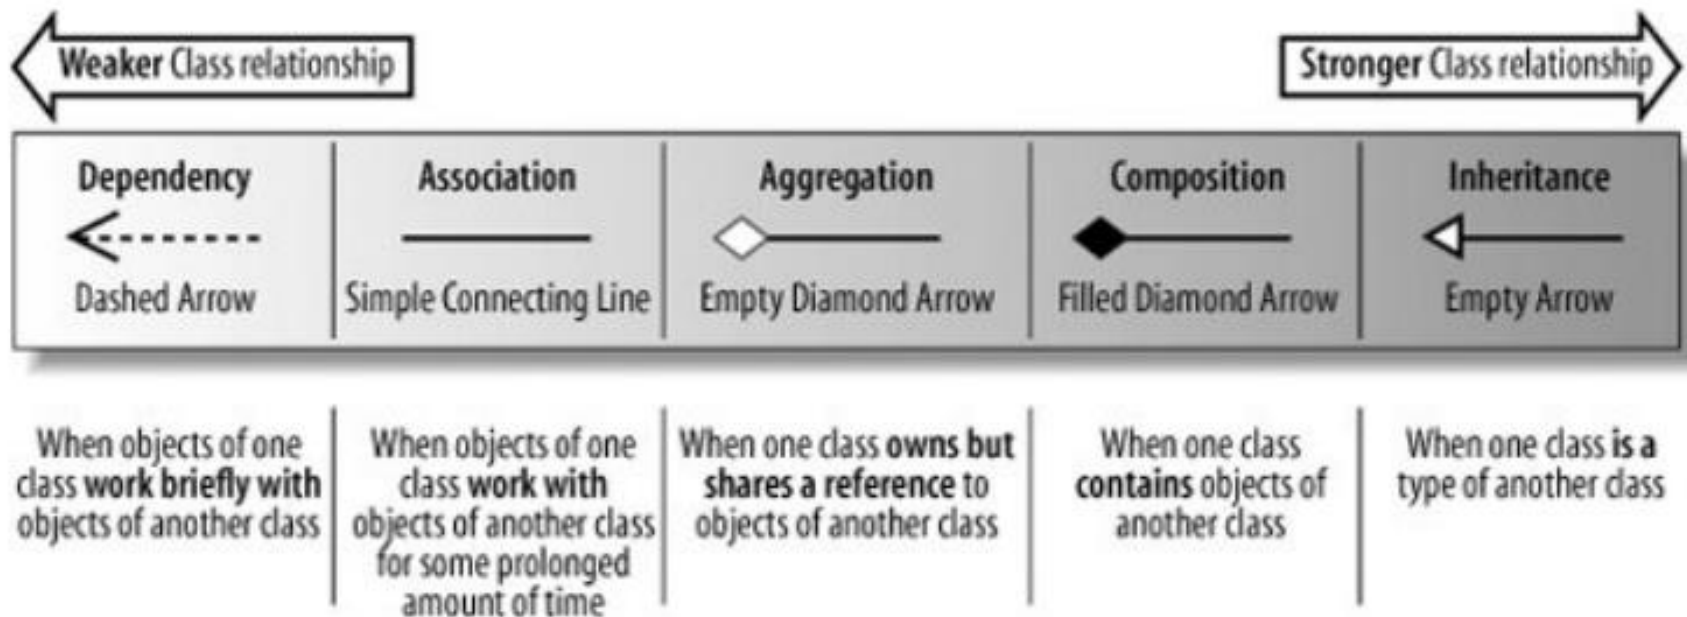 Weaker Class relationship
Stronger Class relationship
Dependency
Dashed Arrow
Association
Simple Connecting Line
Aggregation
Empty Diamond Arrow
Composition
Filled Diamond Arrow
Inheritance
Empty Arrow
When objects of one
class work briefly with
objects of another class
When objects of one
class work with
objects of another class
for some prolonged
amount of time
When one class owns but
shares a reference to
objects of another class
When one class
contains objects of
another class
When one class is a
type of another class